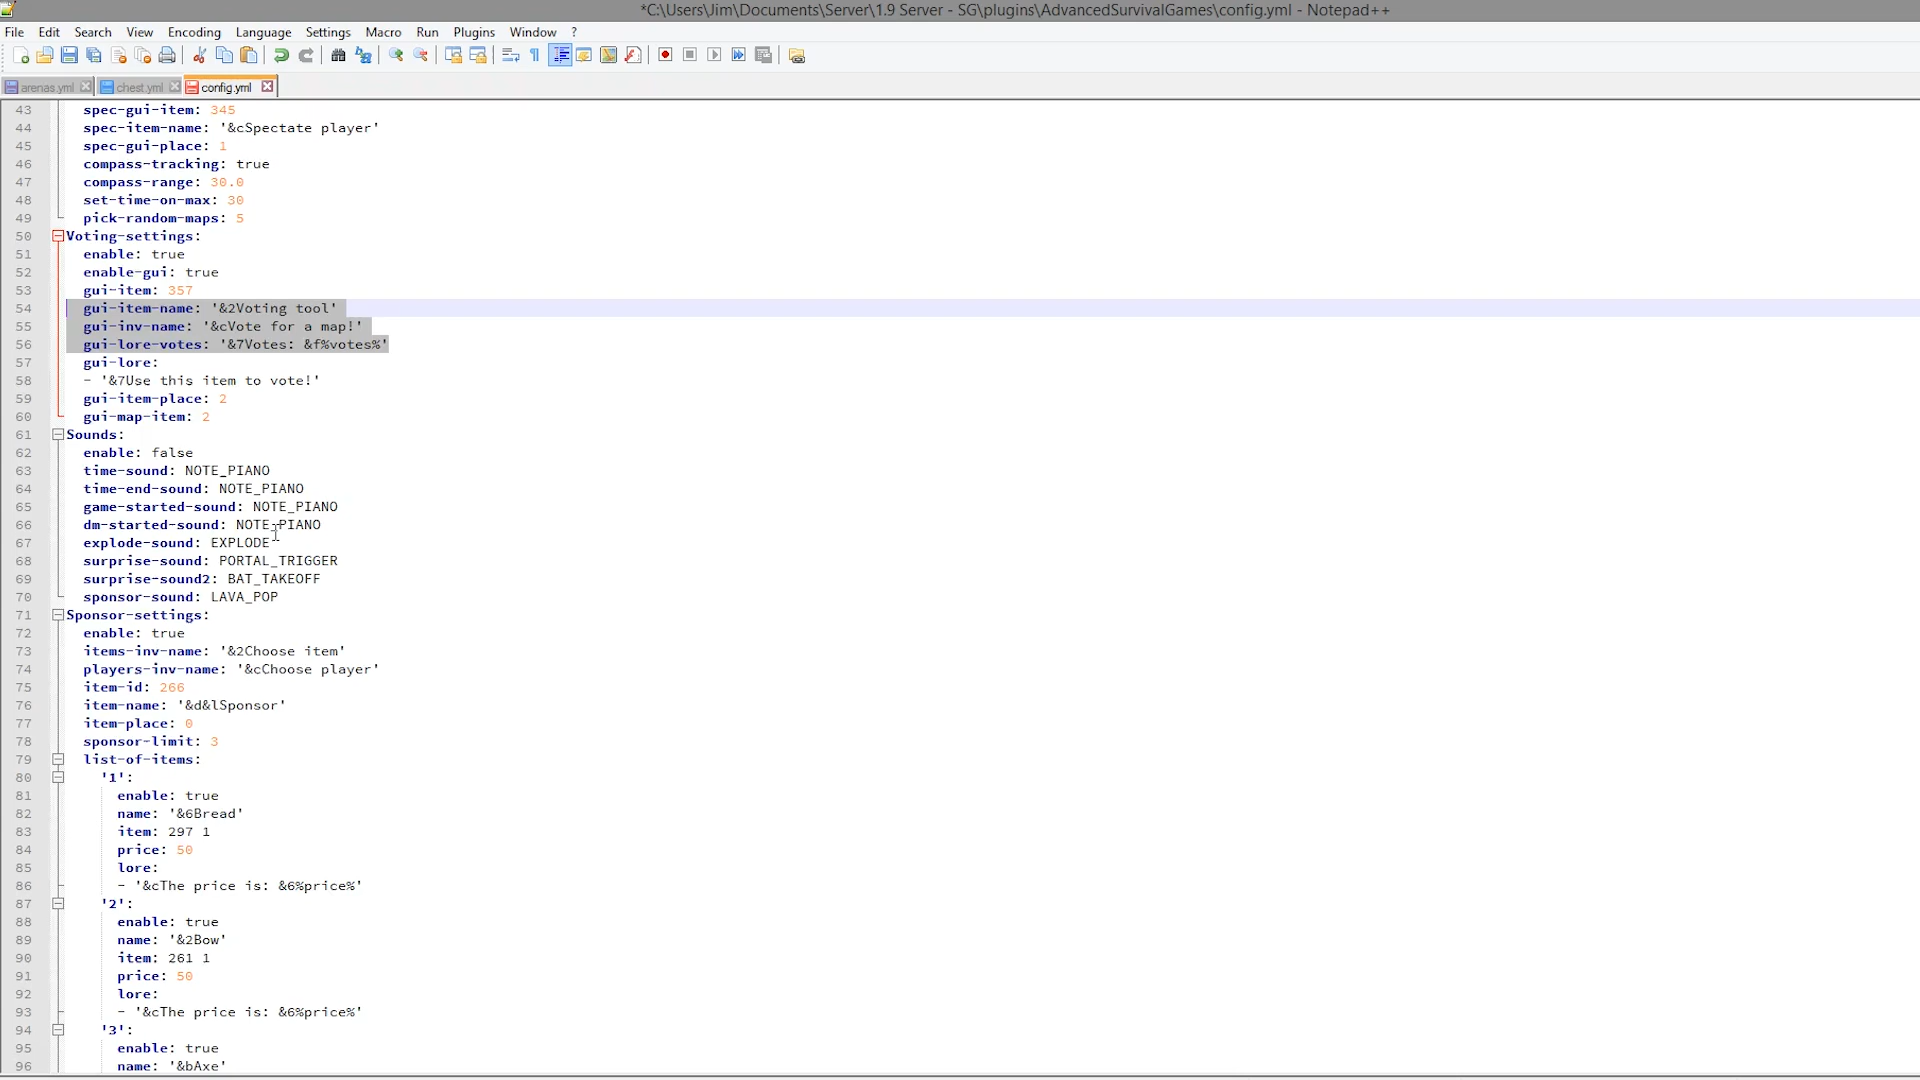 *C:\Users\Jim\Documents\Server\1.9 Server - SG\plugins\AdvancedSurvivalGames\config.yml - Notepad++
File Edit Search View Encoding Language Settings Macro Run Plugins Window ?
arenas.yml chest.yml config.yml
43 spec-gui-item: 345
44 spec-item-name: '&cSpectate player'
45 spec-gui-place: 1
46 compass-tracking: true
47 compass-range: 30.0
48 set-time-on-max: 30
49 pick-random-maps: 5
50 Voting-settings:
51 enable: true
52 enable-gui: true
53 gui-item: 357
54 gui-item-name: '&2Voting tool'
55 gui-inv-name: '&cVote for a map!'
56 gui-lore-votes: '&7Votes: &f%votes%'
57 gui-lore:
58 - '&7Use this item to vote!'
59 gui-item-place: 2
60 gui-map-item: 2
61 Sounds:
62 enable: false
63 time-sound: NOTE_PIANO
64 time-end-sound: NOTE_PIANO
65 game-started-sound: NOTE_PIANO
66 dm-started-sound: NOTE_PIANO
67 explode-sound: EXPLODE
68 surprise-sound: PORTAL_TRIGGER
69 surprise-sound2: BAT_TAKEOFF
70 sponsor-sound: LAVA_POP
71 Sponsor-settings:
72 enable: true
73 items-inv-name: '&2Choose item'
74 players-inv-name: '&cChoose player'
75 item-id: 266
76 item-name: '&d&lSponsor'
77 item-place: 0
78 sponsor-limit: 3
79 list-of-items:
80 '1':
81 enable: true
82 name: '&6Bread'
83 item: 297 1
84 price: 50
85 lore:
86 - '&cThe price is: &6%price%'
87 '2':
88 enable: true
89 name: '&2Bow'
90 item: 261 1
91 price: 50
92 lore:
93 - '&cThe price is: &6%price%'
94 '3':
95 enable: true
96 name: '&bAxe'